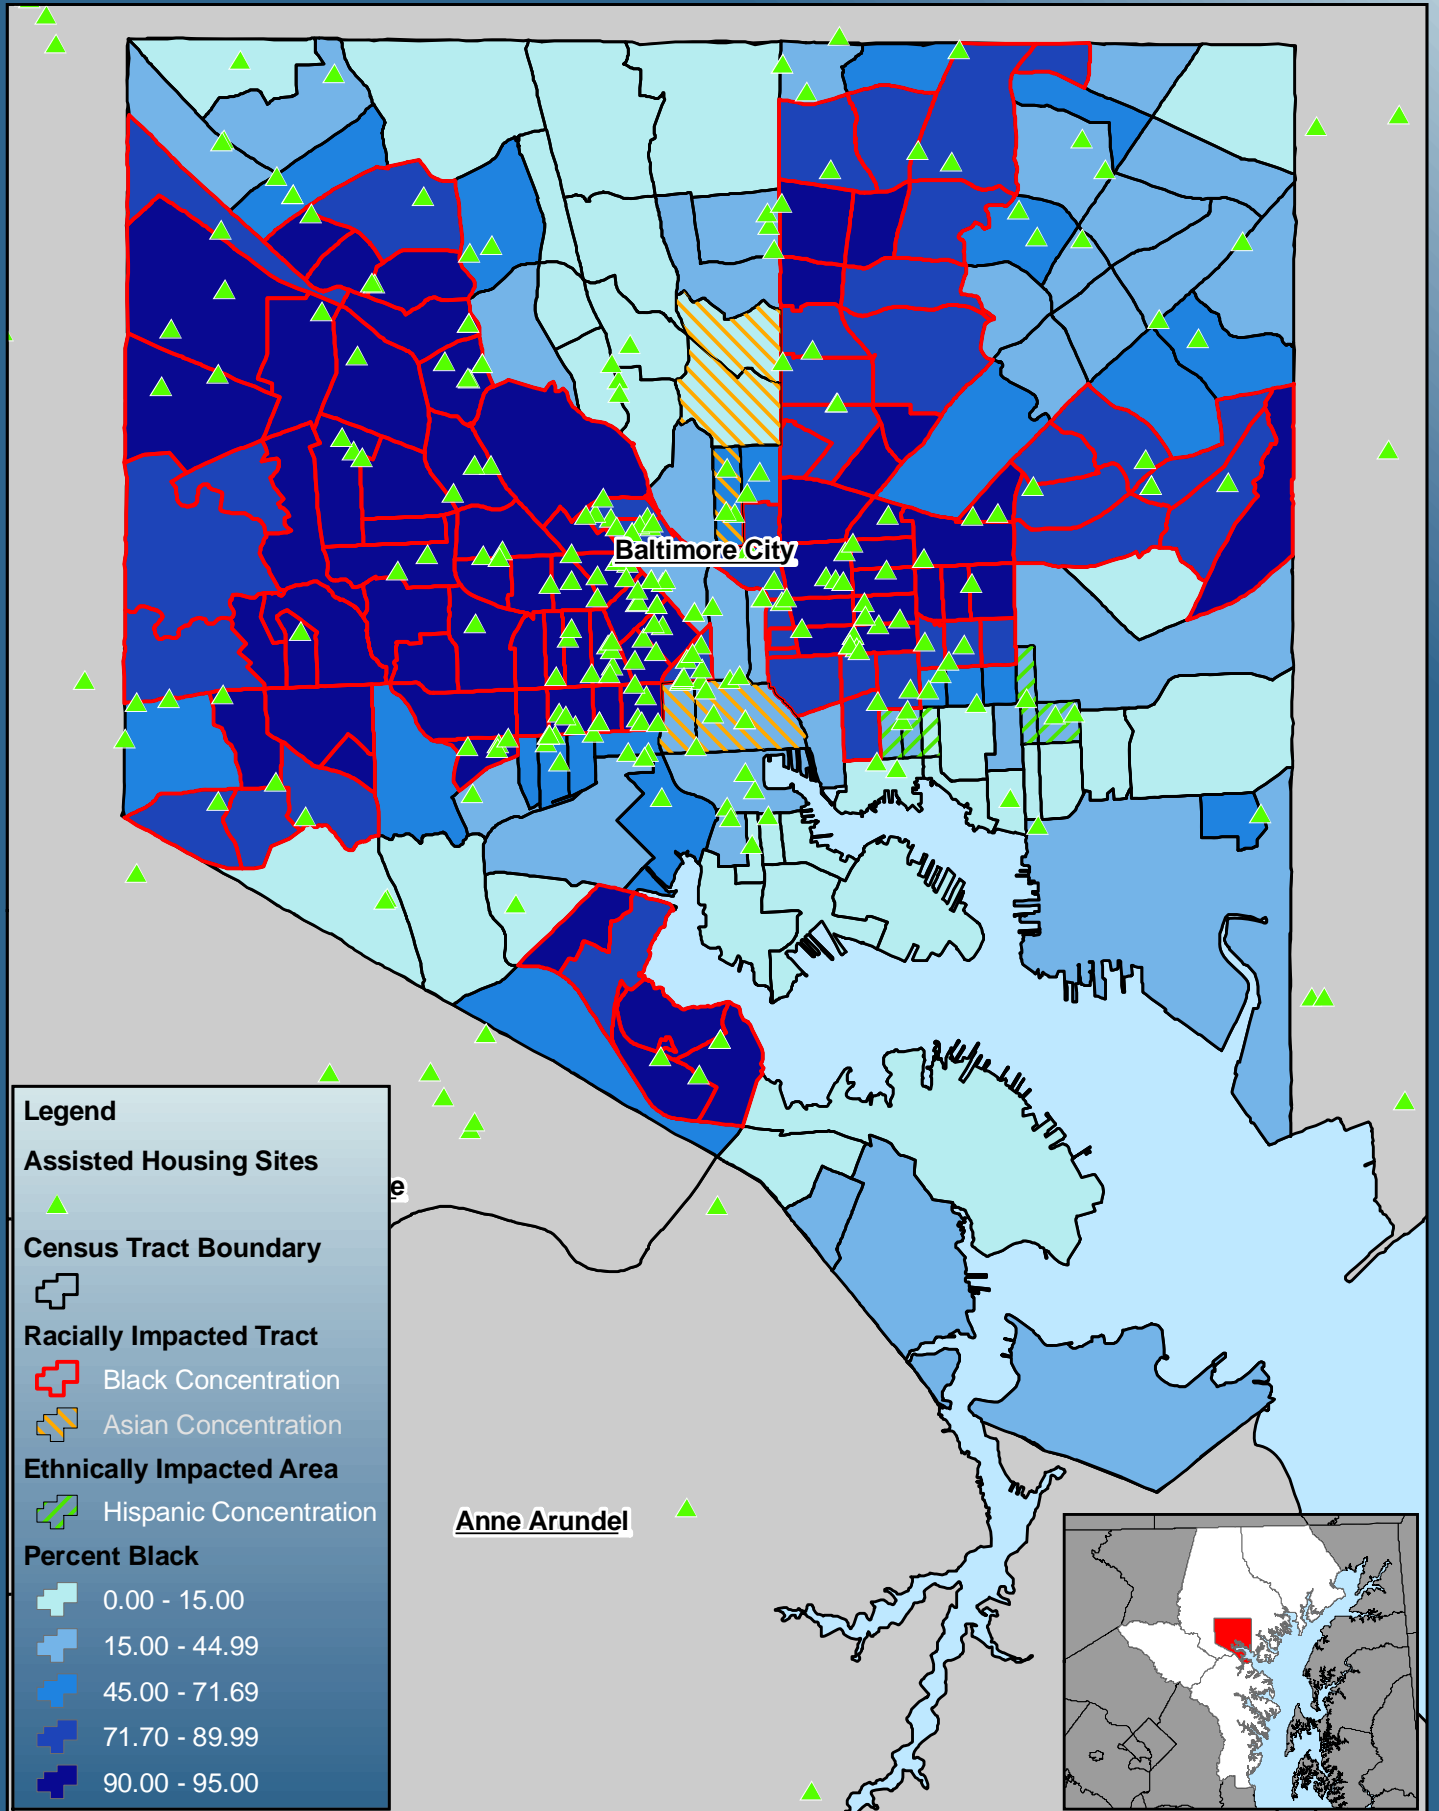 Baltimore City
Legend
Assisted Housing Sites
e
Census Tract Boundary
Racially Impacted Tract
Black Concentration
Asian Concentration
Ethnically Impacted Area
Hispanic Concentration
Anne Arundel
Percent Black
0.00 - 15.00
15.00 - 44.99
45.00 - 71.69
71.70 - 89.99
90.00 - 95.00